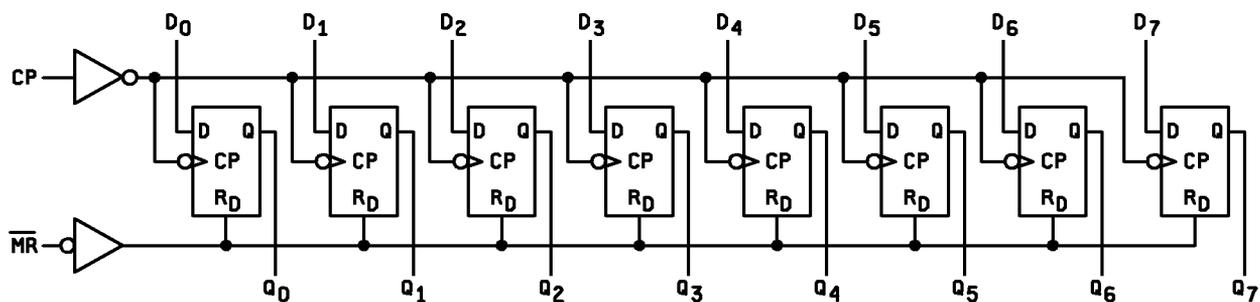 D0 D1 D2 D3 D4 D5 D6 D7
CP
D Q D Q D Q D Q D Q D Q D Q D Q
CP CP CP CP CP CP CP CP
RD RD RD RD RD RD RD RD
M̅R̅
Q0 Q1 Q2 Q3 Q4 Q5 Q6 Q7